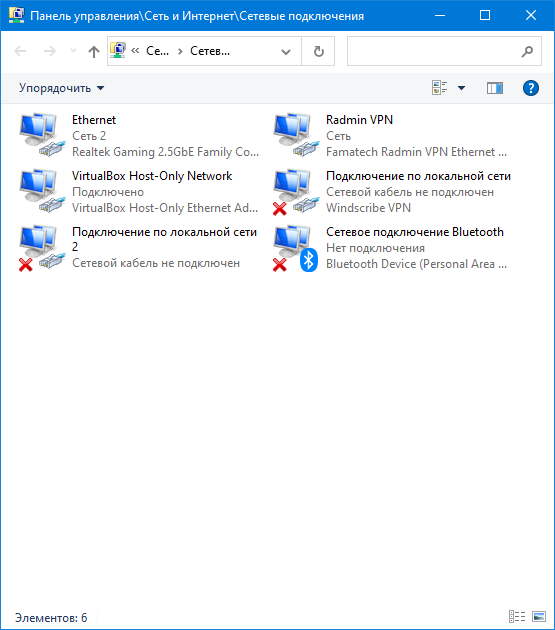 Панель управления\Сеть и Интернет\Сетевые подключения
« Се... > Сетев...
Упорядочить
Ethernet
Сеть 2
Realtek Gaming 2.5GbE Family Co...
Radmin VPN
Сеть
Famatech Radmin VPN Ethernet ...
VirtualBox Host-Only Network
Подключено
VirtualBox Host-Only Ethernet Ad...
Подключение по локальной сети
Сетевой кабель не подключен
Windscribe VPN
Подключение по локальной сети
2
Сетевой кабель не подключен
Сетевое подключение Bluetooth
Нет подключения
Bluetooth Device (Personal Area ...
Элементов: 6